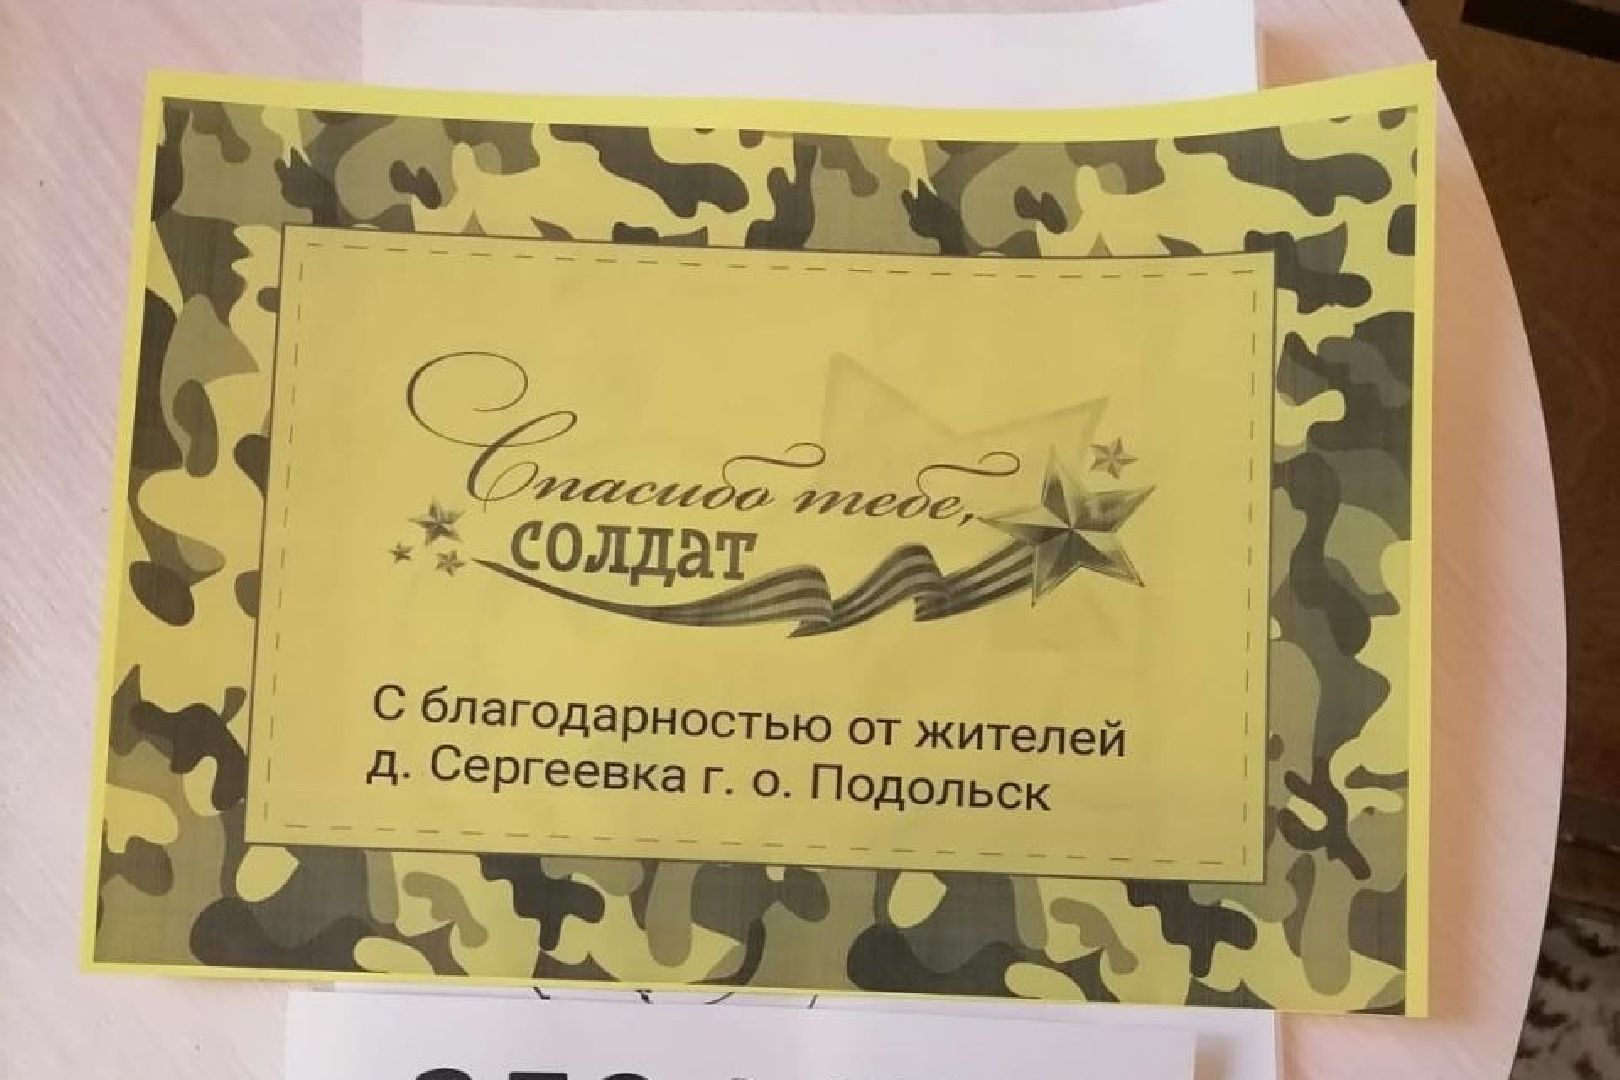 Спасибо тебе,
солдат
С благодарностью от жителей
д. Сергеевка г. о. Подольск